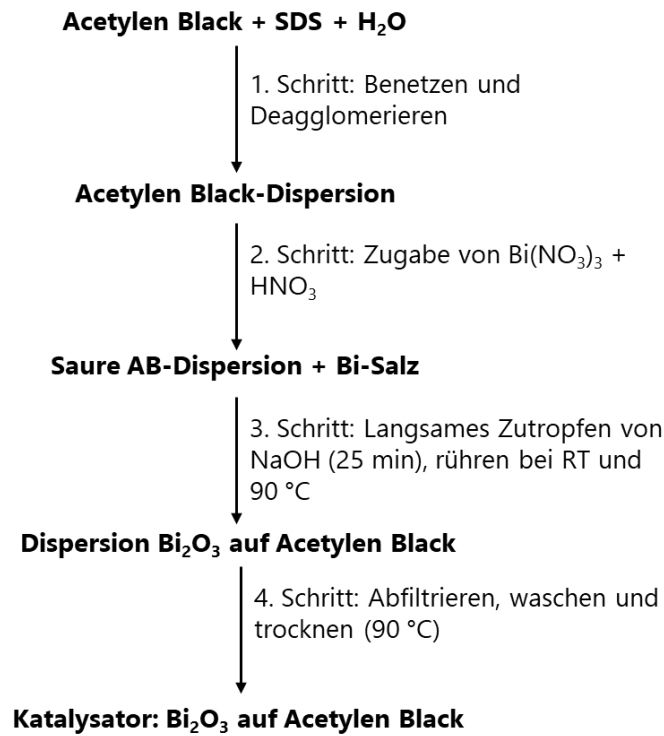 Acetylen Black + SDS + H₂O
1. Schritt: Benetzen und
Deagglomerieren
Acetylen Black-Dispersion
2. Schritt: Zugabe von Bi(NO₃)₃ +
HNO₃
Saure AB-Dispersion + Bi-Salz
3. Schritt: Langsames Zutropfen von
NaOH (25 min), rühren bei RT und
90 °C
Dispersion Bi₂O₃ auf Acetylen Black
4. Schritt: Abfiltrieren, waschen und
trocknen (90 °C)
Katalysator: Bi₂O₃ auf Acetylen Black